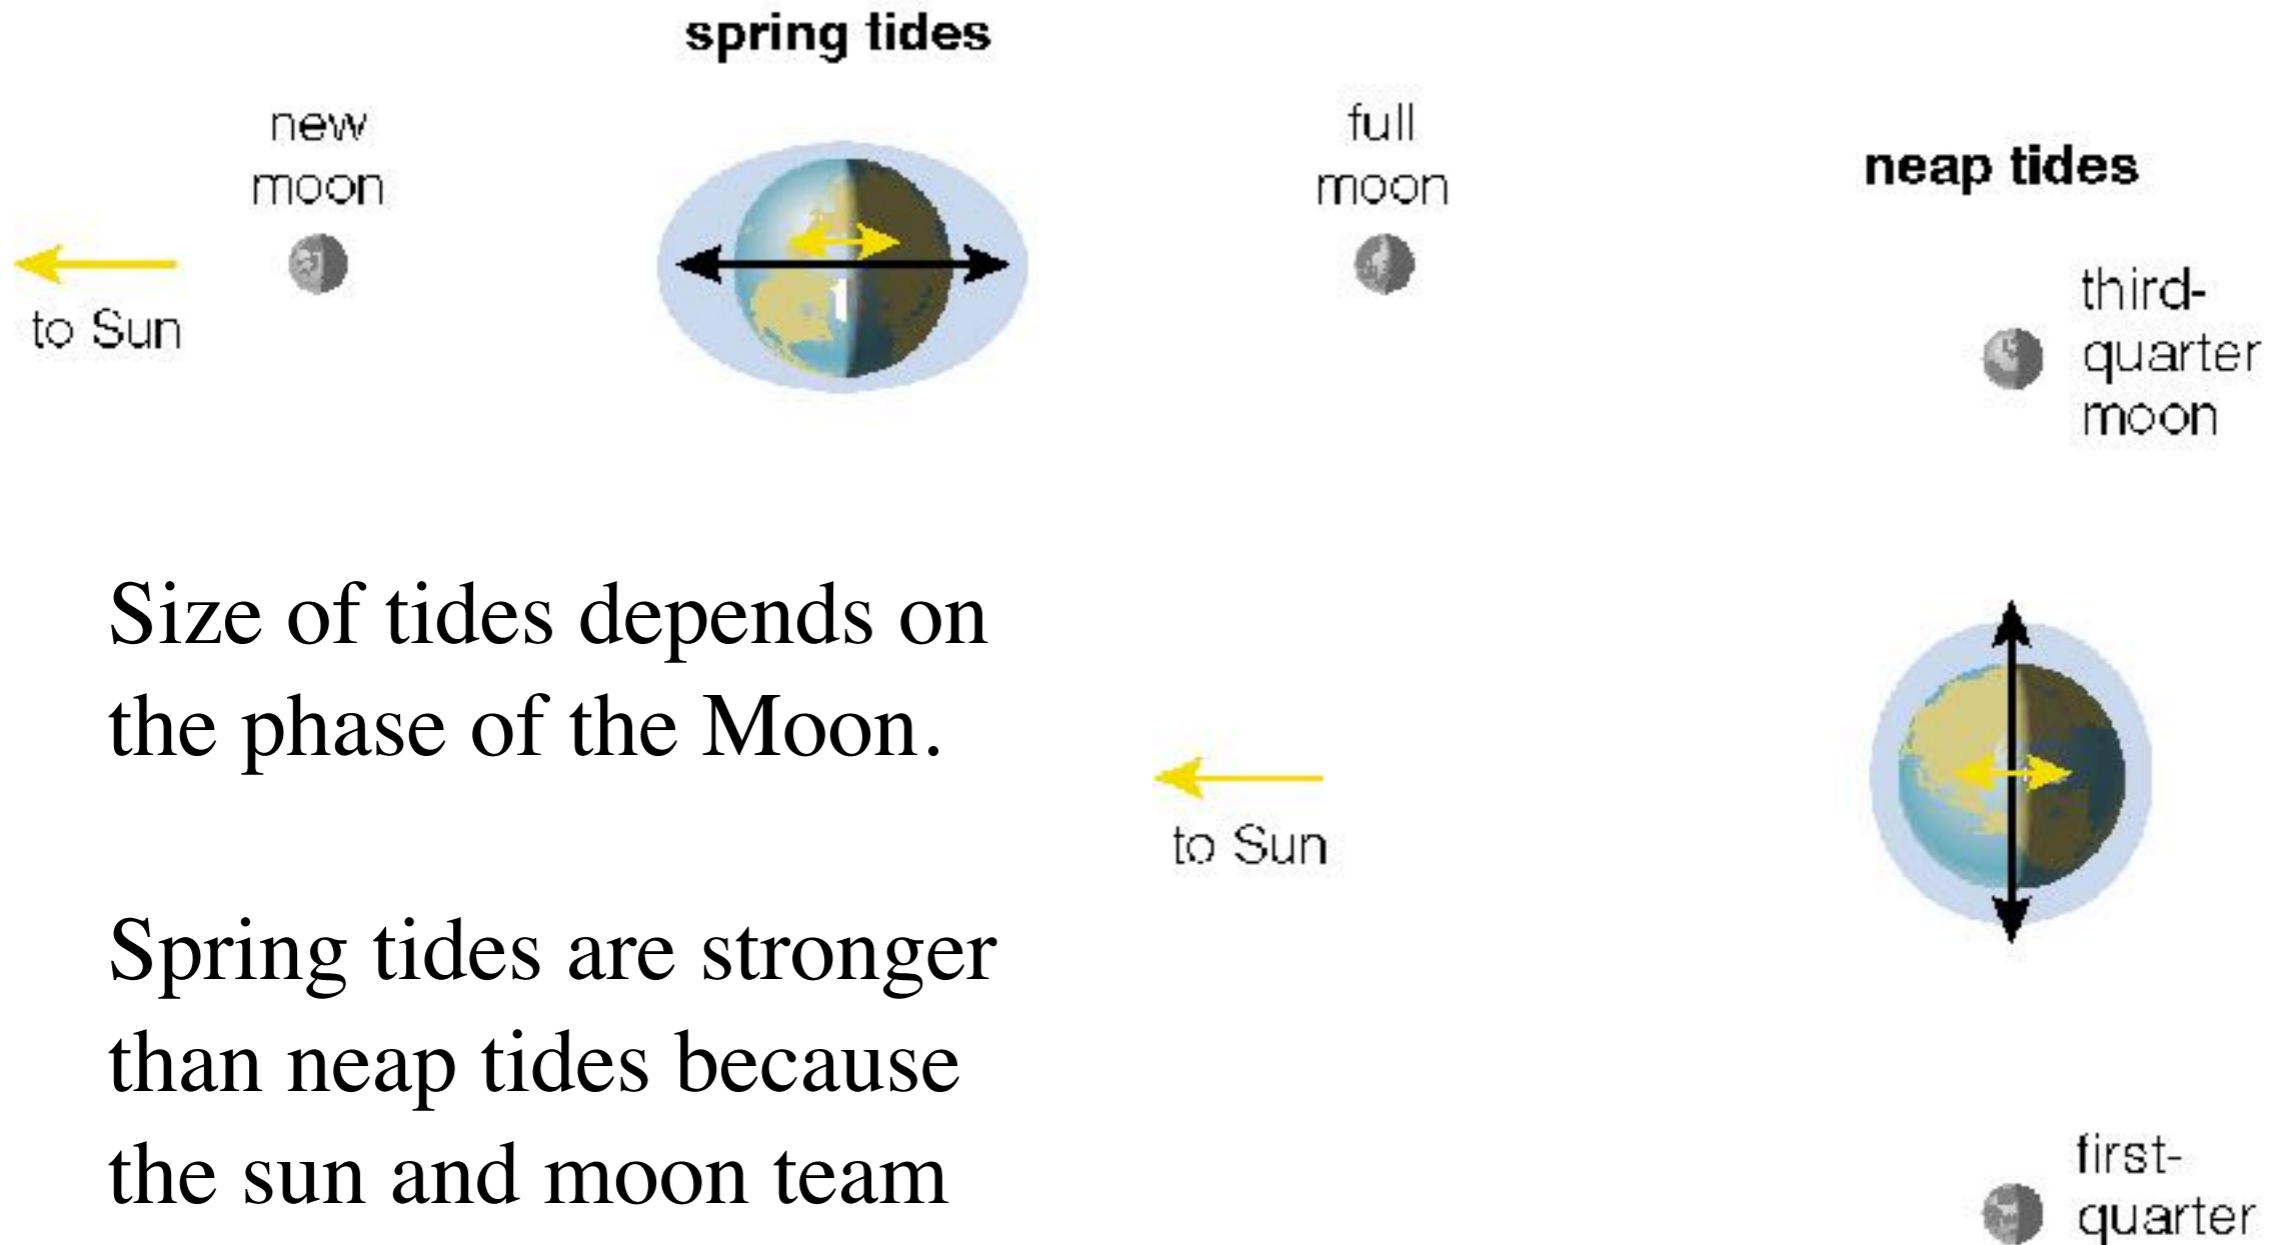 spring tides
new
moon
to Sun
full
moon
neap tides
third-
quarter
moon
Size of tides depends on
the phase of the Moon.
to Sun
Spring tides are stronger
than neap tides because
the sun and moon team
first-
quarter